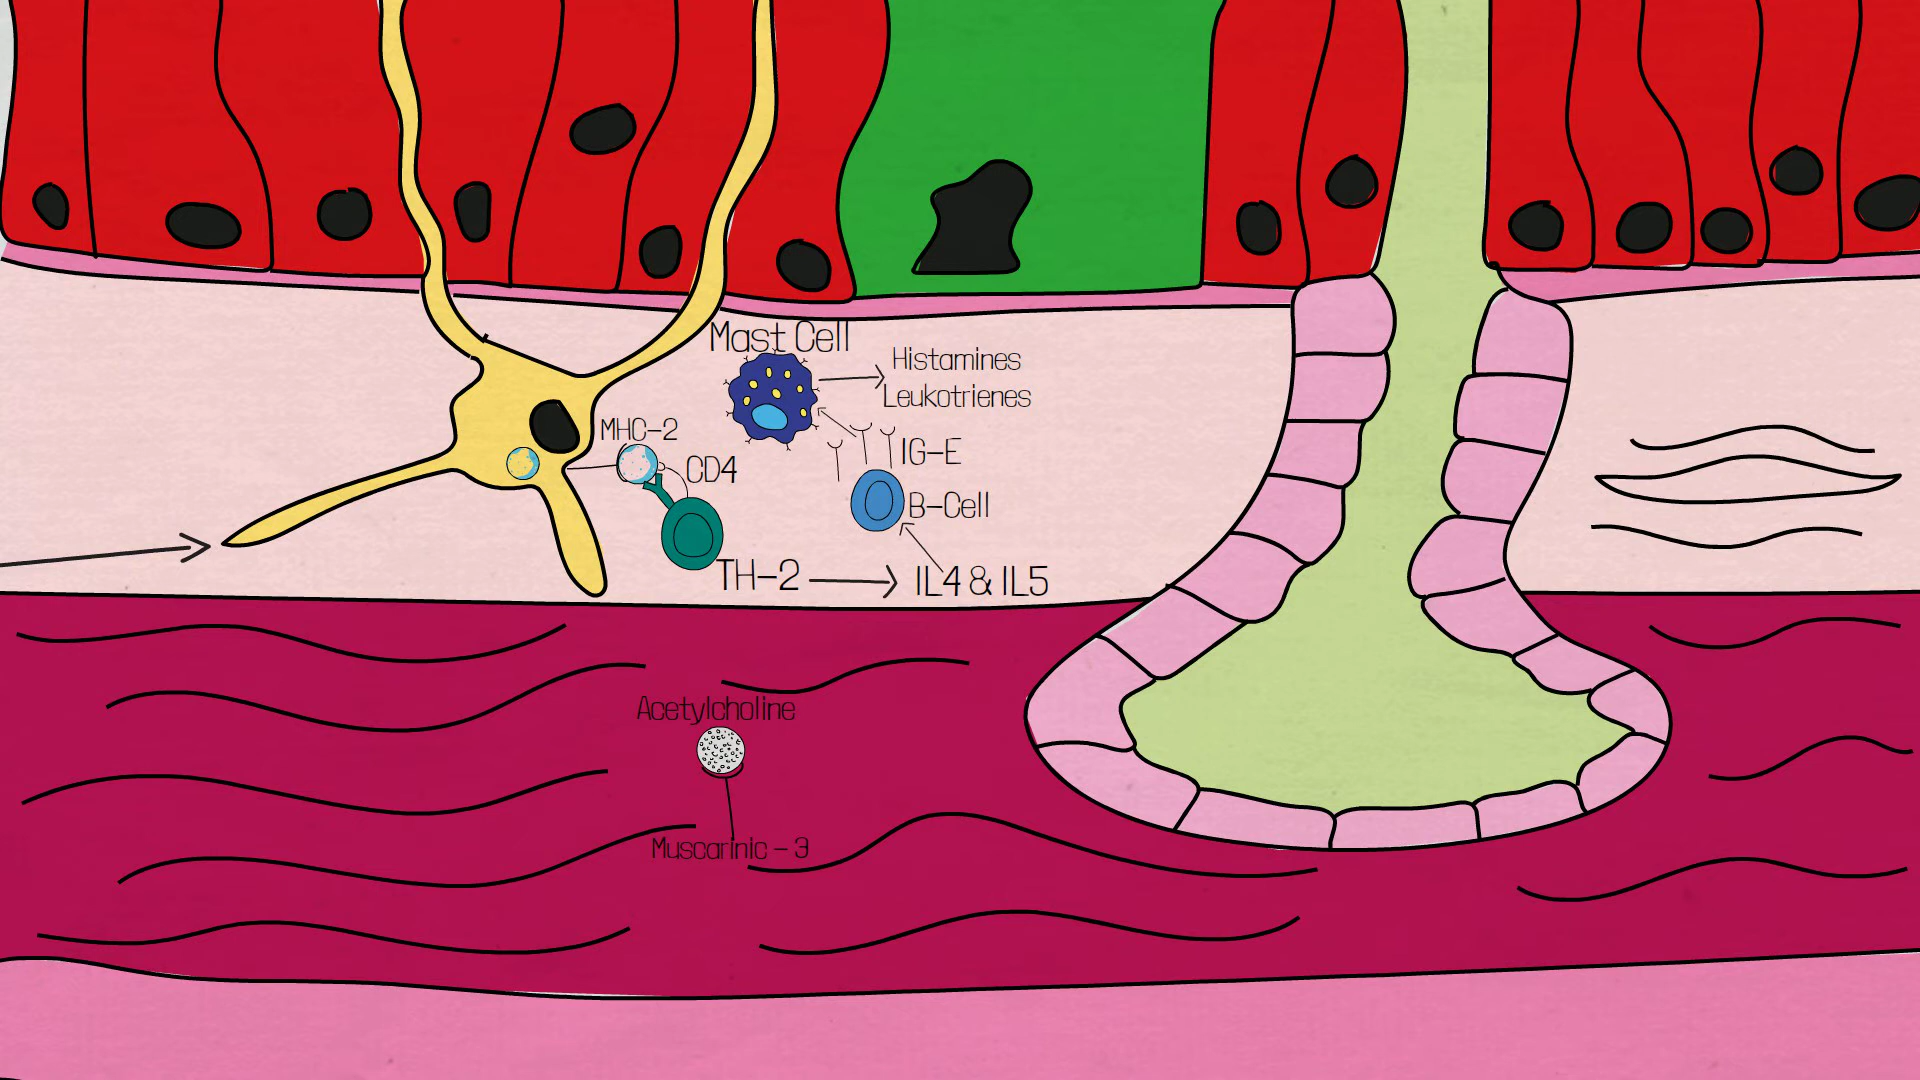 Mast Cell
Histamines
Leukotrienes
MHC-2
CD4
IG-E
B-Cell
TH-2
IL4 & IL5
Acetylcholine
Muscarinic - 3